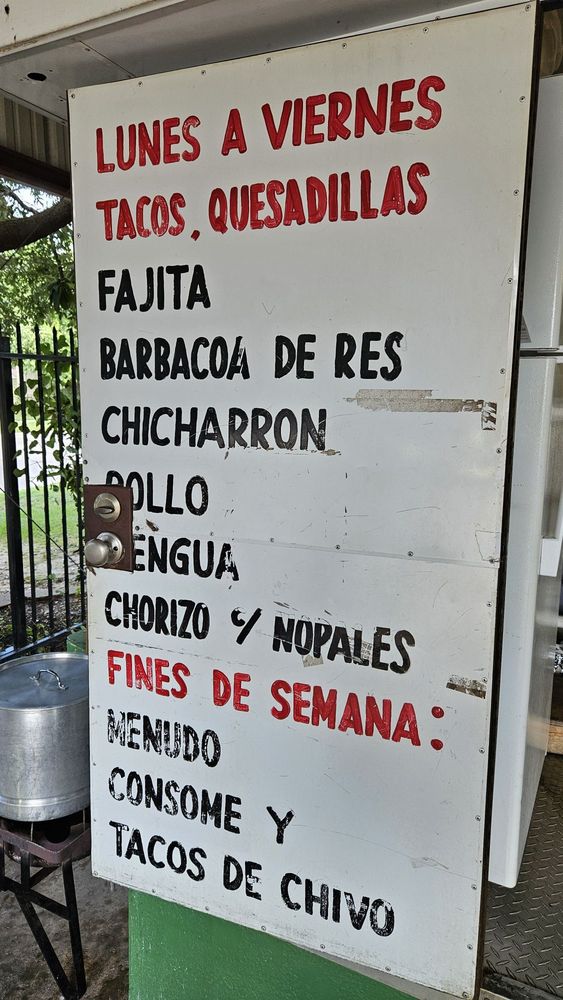 LUNES A VIERNES
TACOS, QUESADILLAS
FAJITA
BARBACOA DE RES
CHICHARRON
POLLO
LENGUA
CHORIZO c/ NOPALES
FINES DE SEMANA:
MENUDO
CONSOME Y
TACOS DE CHIVO